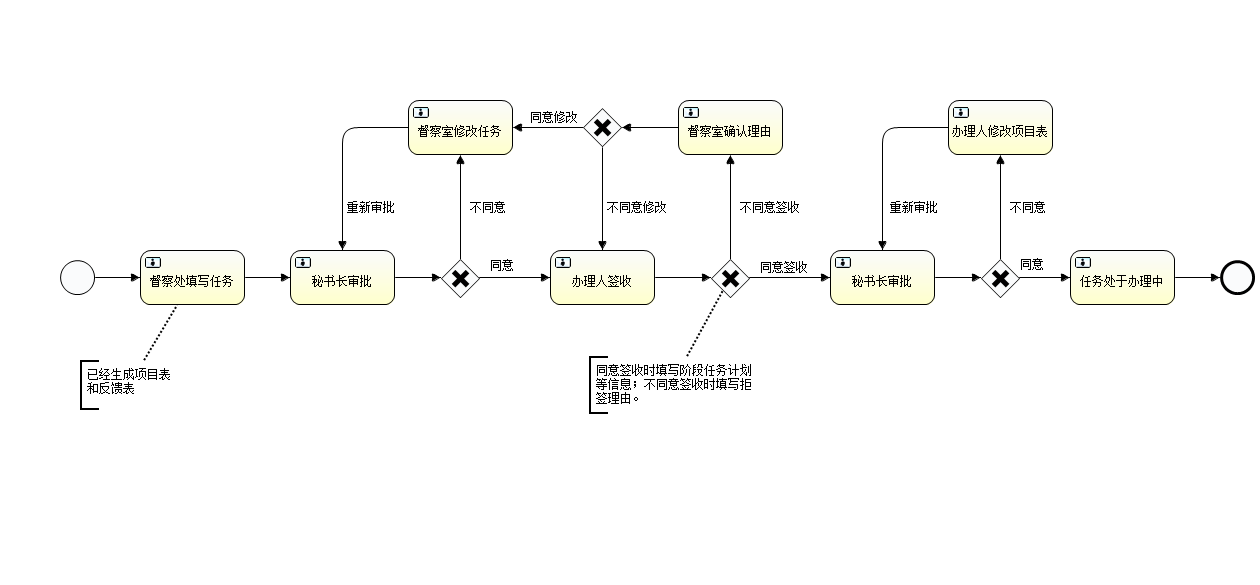 同意修改
督察室修改任务
督察室确认理由
办理人修改项目表
重新审批
不同意
不同意修改
不同意签收
重新审批
不同意
同意
同意签收
同意
督察处填写任务
秘书长审批
办理人签收
秘书长审批
任务处于办理中
已经生成项目表
和反馈表
同意签收时填写阶段任务计划
等信息；不同意签收时填写拒
签理由。